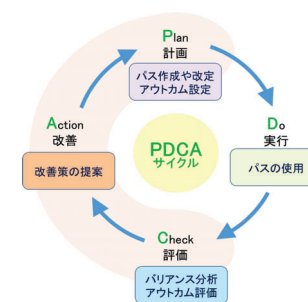 Plan
計画
パス作成や改定
アウトカム設定
Do
実行
パスの使用
Check
評価
バリアンス分析
アウトカム評価
Action
改善
改善策の提案
PDCA
サイクル